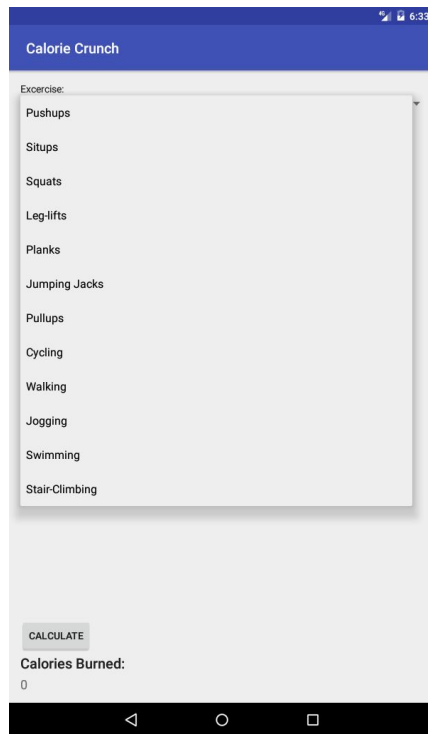 6:33
Calorie Crunch
Excercise:
Pushups
Situps
Squats
Leg-lifts
Planks
Jumping Jacks
Pullups
Cycling
Walking
Jogging
Swimming
Stair-Climbing
CALCULATE
Calories Burned:
0